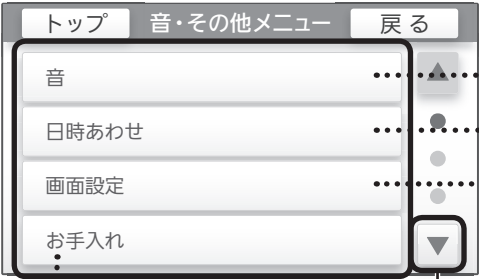 トップ 音・その他メニュー 戻る
音
日時あわせ
画面設定
お手入れ